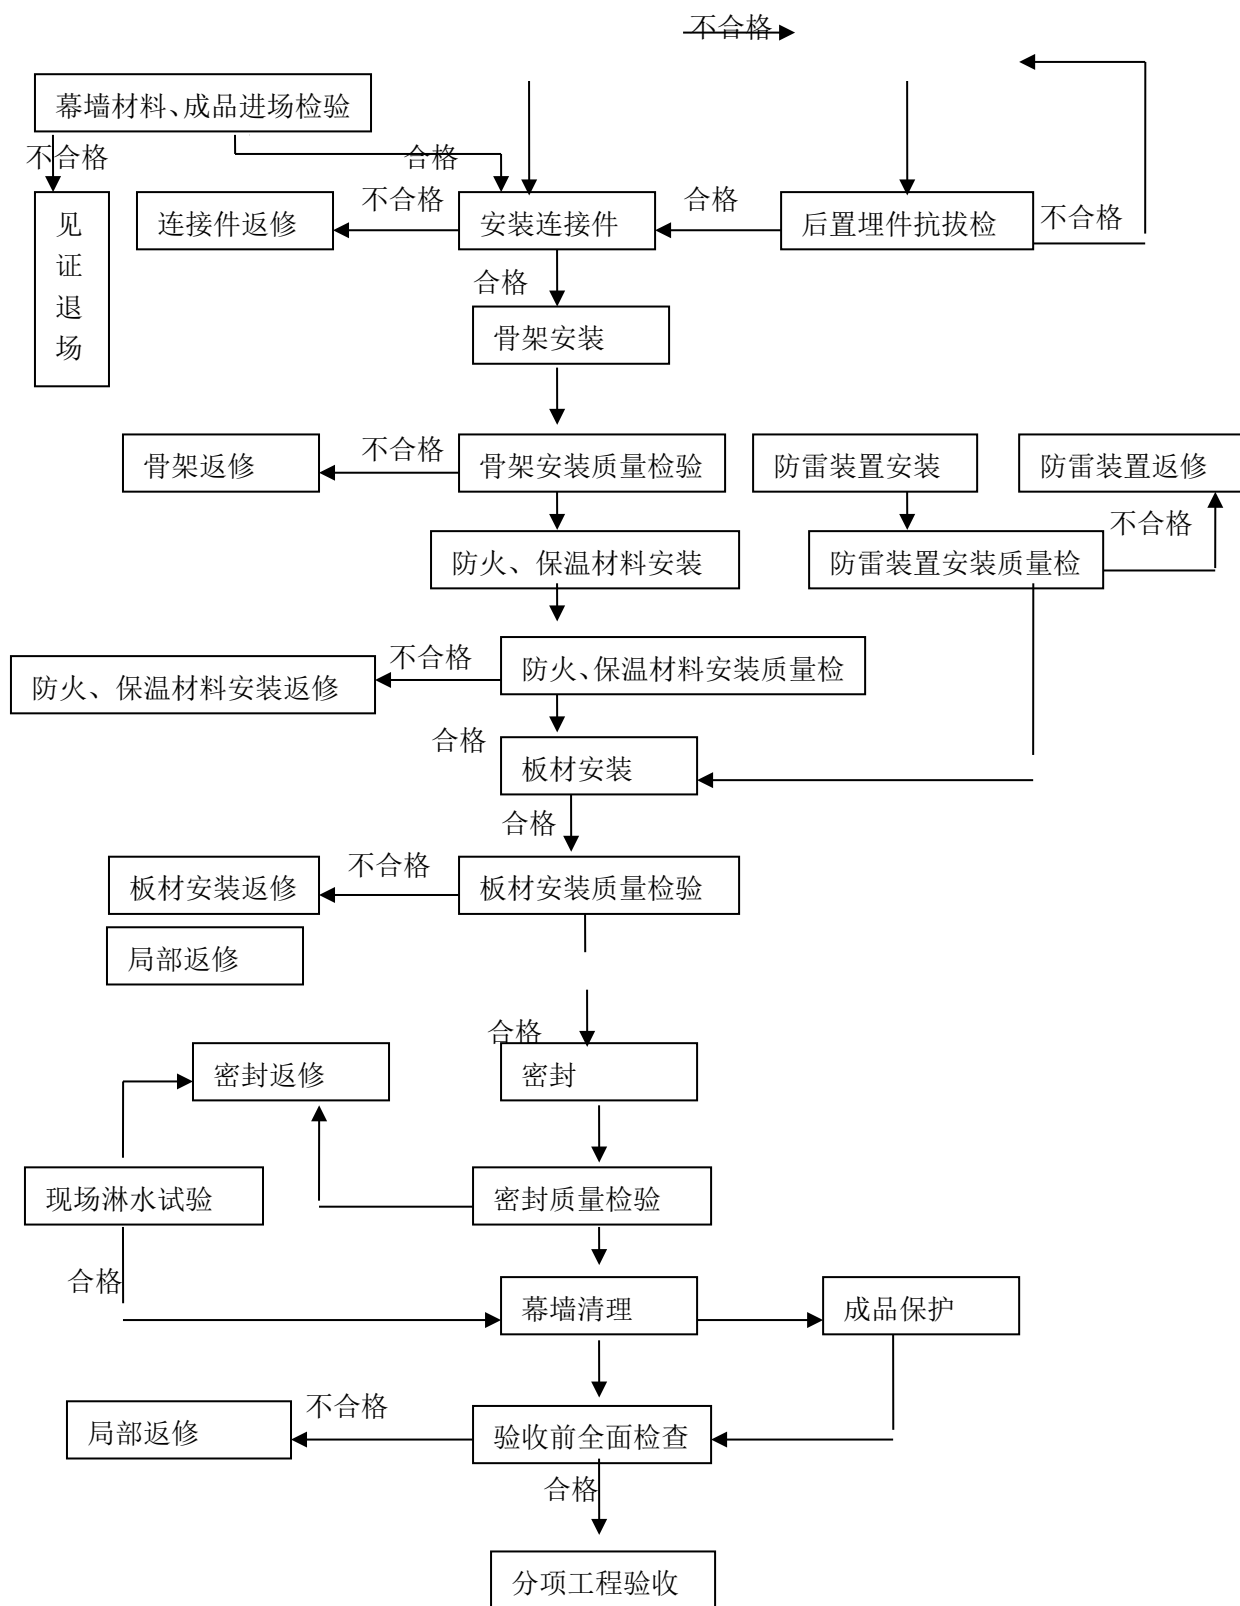 不合格
幕墙材料、成品进场检验
不合格
合格
见
证
退
场
连接件返修
不合格
安装连接件
合格
后置埋件抗拔检
不合格
合格
骨架安装
骨架返修
不合格
骨架安装质量检验
防雷装置安装
防雷装置返修
不合格
防火、保温材料安装
防雷装置安装质量检
不合格
防火、保温材料安装质量检
防火、保温材料安装返修
合格
板材安装
合格
板材安装返修
不合格
板材安装质量检验
局部返修
合格
密封返修
密封
现场淋水试验
密封质量检验
合格
幕墙清理
成品保护
不合格
局部返修
验收前全面检查
合格
分项工程验收